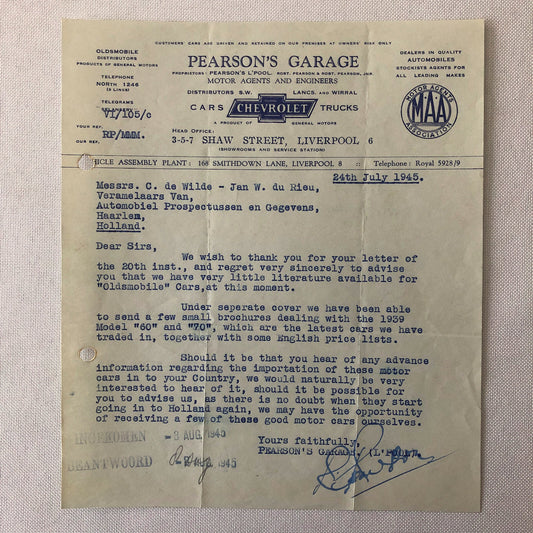 CUSTOMERS CARS ARE DRIVEN AND RETAINED ON OUR PREMISES AT OWNERS' RISK ONLY
OLDSMOBILE
DISTRIBUTORS
PRODUCTS OF GENERAL MOTORS
TELEPHONE
NORTH 1246
(3 LINES)
TELEGRAMS
VI/105/c
YOUR REF.
RP/MMM.
OUR REF.
PEARSON'S GARAGE
PROPRIETORS: PEARSON'S L'POOL. ROBT. PEARSON & ROBT. PEARSON, JNR.
MOTOR AGENTS AND ENGINEERS
DISTRIBUTORS S.W. LANCS. AND WIRRAL
CARS CHEVROLET TRUCKS
A PRODUCT OF GENERAL MOTORS
HEAD OFFICE:
3-5-7 SHAW STREET, LIVERPOOL 6
(SHOWROOMS AND SERVICE STATION)
DEALERS IN QUALITY
AUTOMOBILES
STOCKISTS AGENTS FOR
ALL LEADING MAKES
MOTOR AGENTS
MAA
ASSOCIATION
HICLE ASSEMBLY PLANT: 168 SMITHDOWN LANE, LIVERPOOL 8 :: Telephone: Royal 5928/9
24th July 1945.
Messrs. C. de Wilde - Jan W. du Rieu,
Veramelaars Van,
Automobiel Prospectussen en Gegevens,
Haarlem,
Holland.
Dear Sirs,
We wish to thank you for your letter of
the 20th inst., and regret very sincerely to advise
you that we have very little literature available for
"Oldsmobile" Cars,at this moment.
Under seperate cover we have been able
to send a few small brochures dealing with the 1939
Model "60" and "70", which are the latest cars we have
traded in, together with some English price lists.
Should it be that you hear of any advance
information regarding the importation of these motor
cars in to your Country, we would naturally be very
interested to hear of it, should it be possible for
you to advise us, as there is no doubt when they start
going in to Holland again, we may have the opportunity
of receiving a few of these good motor cars ourselves.
Yours faithfully,
PEARSON'S GARAGE, (L'POOL).
INGEKOMEN -3 AUG. 1945
BEANTWOORD 1945